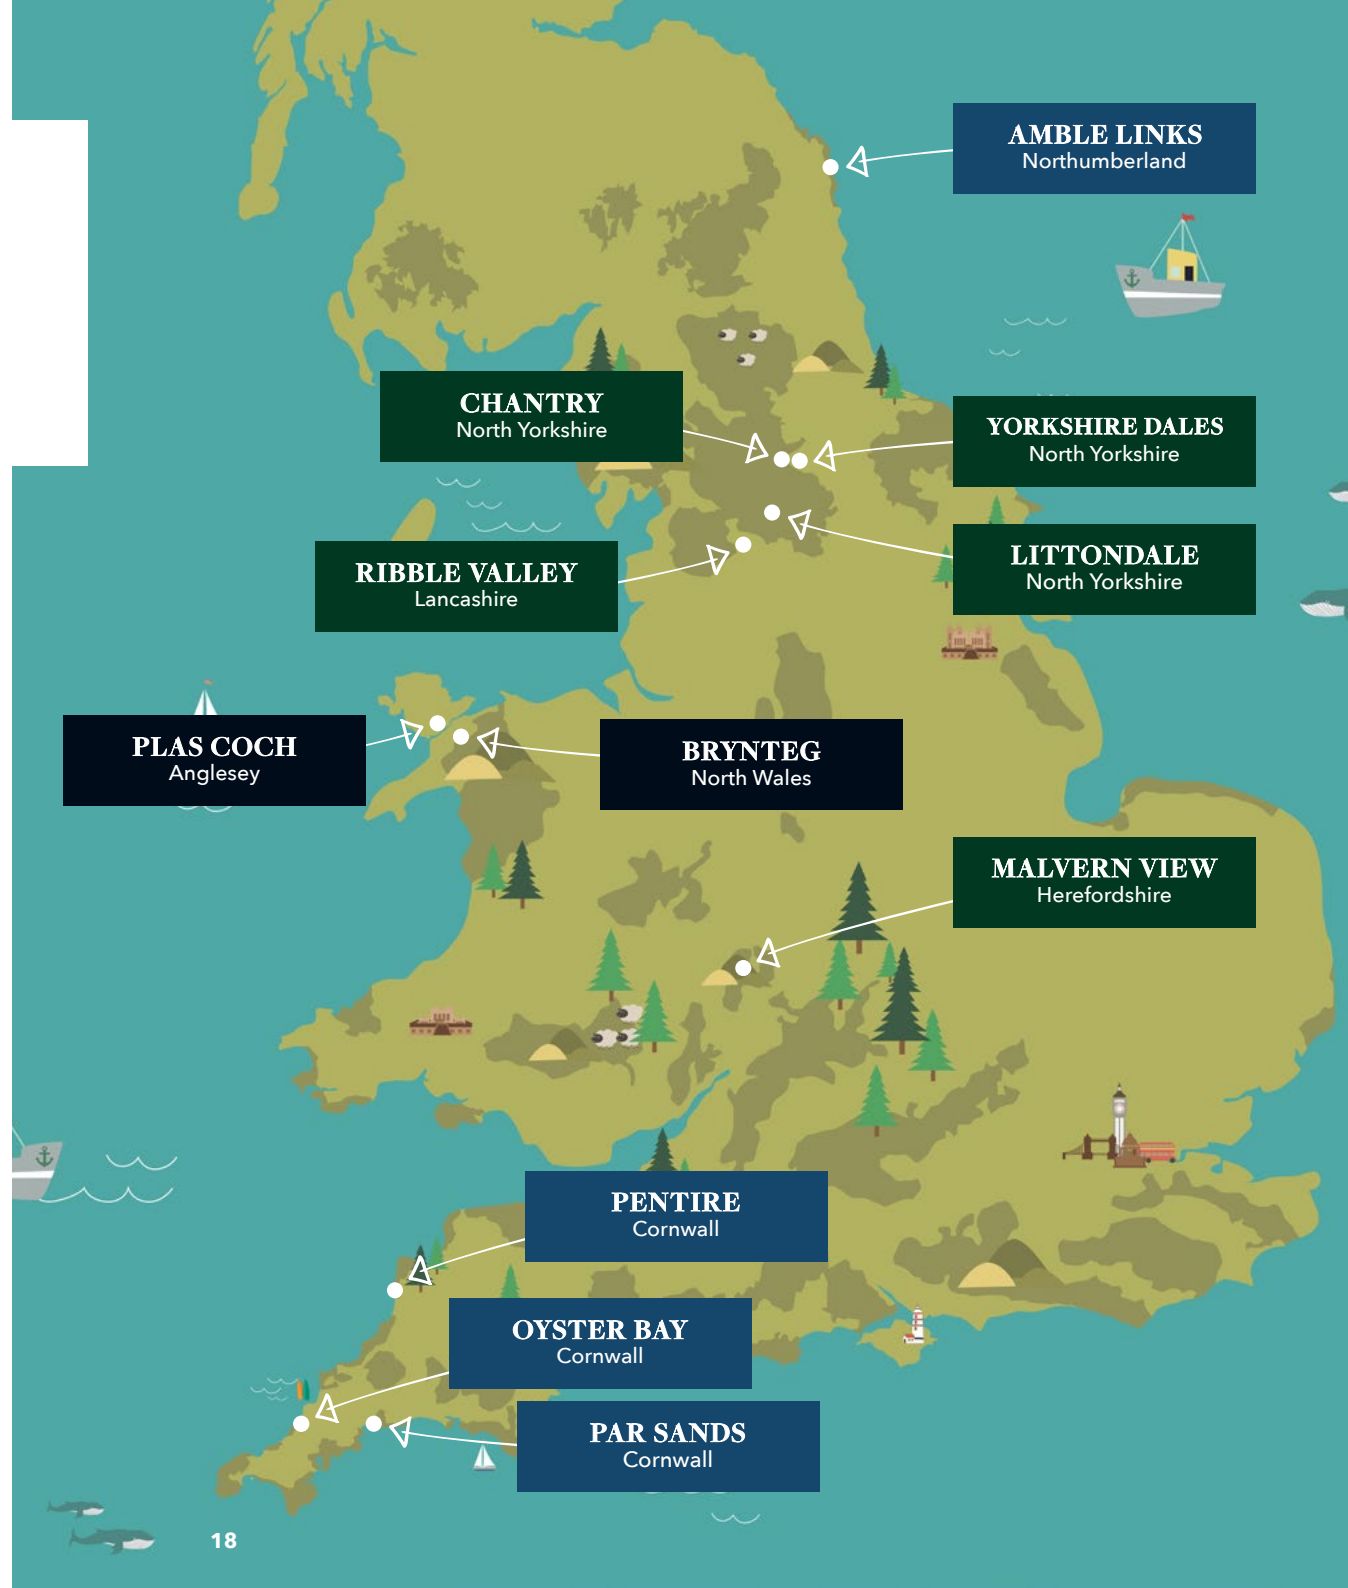 AMBLE LINKS
Northumberland
CHANTRY
North Yorkshire
YORKSHIRE DALES
North Yorkshire
LITTONDALE
North Yorkshire
RIBBLE VALLEY
Lancashire
PLAS COCH
Anglesey
BRYNTEG
North Wales
MALVERN VIEW
Herefordshire
PENTIRE
Cornwall
OYSTER BAY
Cornwall
PAR SANDS
Cornwall
18